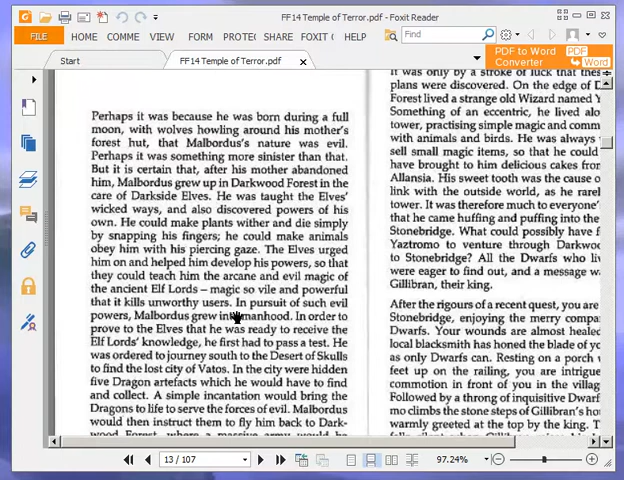 FF14 Temple of Terror.pdf - Foxit Reader
FILE HOME COMME VIEW FORM PROTE SHARE FOXIT C Find
Start FF14 Temple of Terror.pdf PDF to Word Converter PDF Word
Perhaps it was because he was born during a full
moon, with wolves howling around his mother's
forest hut, that Malbordus's nature was evil.
Perhaps it was something more sinister than that.
But it is certain that, after his mother abandoned
him, Malbordus grew up in Darkwood Forest in the
care of Darkside Elves. He was taught the Elves'
wicked ways, and also discovered powers of his
own. He could make plants wither and die simply
by snapping his fingers; he could make animals
obey him with his piercing gaze. The Elves urged
him on and helped him develop his powers, so that
they could teach him the arcane and evil magic of
the ancient Elf Lords – magic so vile and powerful
that it kills unworthy users. In pursuit of such evil
powers, Malbordus grew into manhood. In order to
prove to the Elves that he was ready to receive the
Elf Lords' knowledge, he first had to pass a test. He
was ordered to journey south to the Desert of Skulls
to find the lost city of Vatos. In the city were hidden
five Dragon artefacts which he would have to find
and collect. A simple incantation would bring the
Dragons to life to serve the forces of evil. Malbordus
would then instruct them to fly him back to Dark-
wood Forest, where a massive army would be
It was only by a stroke of luck that thes
plans were discovered. On the edge of D
Forest lived a strange old Wizard named Y
Something of an eccentric, he lived alo
tower, practising simple magic and comm
with animals and birds. He was always
sell small magic items, so that he could
have brought to him delicious cakes from
Allansia. His sweet tooth was the cause o
link with the outside world, as he rarel
tower. It was therefore much to everyone'
that he came huffing and puffing into the
Stonebridge. What could possibly have f
Yaztromo to venture through Darkwo
to Stonebridge? All the Dwarfs who liv
were eager to find out, and a message w
Gillibran, their king.
After the rigours of a recent quest, you are
Stonebridge, enjoying the merry compa
Dwarfs. Your wounds are almost healed
local blacksmith has honed the blade of yo
as only Dwarfs can. Resting on a porch w
feet up on the railing, you are intrigue
commotion in front of you in the villag
Followed by a throng of inquisitive Dwarf
mo climbs the stone steps of Gillibran's ho
warmly greeted at the top by the king. T
13 / 107 97.24%